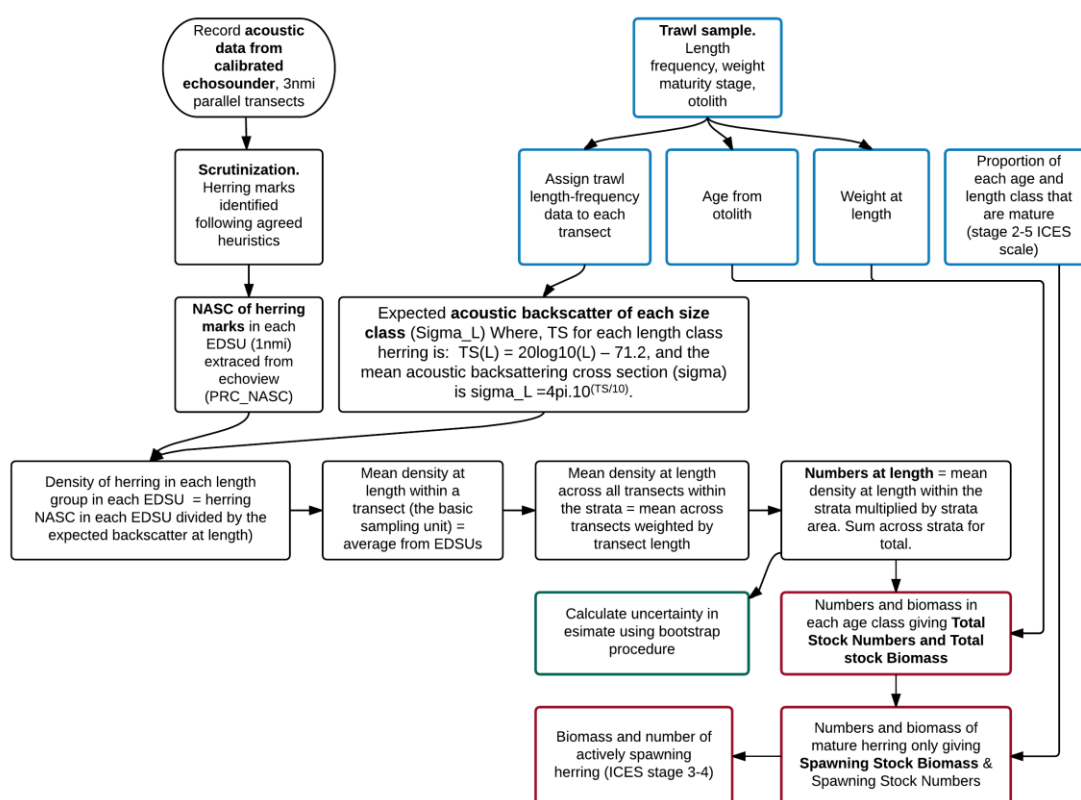 Record acoustic
data from
calibrated
echosounder, 3nmi
parallel transects
Trawl sample.
Length
frequency, weight
maturity stage,
otolith
Scrutinization.
Herring marks
identified
following agreed
heuristics
Assign trawl
length-frequency
data to each
transect
Age from
otolith
Weight at
length
Proportion of
each age and
length class that
are mature
(stage 2-5 ICES
scale)
NASC of herring
marks in each
EDSU (1nmi)
extraced from
echoview
(PRC_NASC)
Expected acoustic backscatter of each size
class (Sigma_L) Where, TS for each length class
herring is: TS(L) = 20log10(L) – 71.2, and the
mean acoustic backsattering cross section (sigma)
is sigma_L =4pi.10(TS/10).
Density of herring in each length
group in each EDSU = herring
NASC in each EDSU divided by the
expected backscatter at length)
Mean density at
length within a
transect (the basic
sampling unit) =
average from EDSUs
Mean density at length
across all transects within
the strata = mean across
transects weighted by
transect length
Numbers at length = mean
density at length within the
strata multiplied by strata
area. Sum across strata for
total.
Calculate uncertainty in
esimate using bootstrap
procedure
Numbers and biomass in
each age class giving Total
Stock Numbers and Total
stock Biomass
Biomass and number of
actively spawning
herring (ICES stage 3-4)
Numbers and biomass of
mature herring only giving
Spawning Stock Biomass &
Spawning Stock Numbers